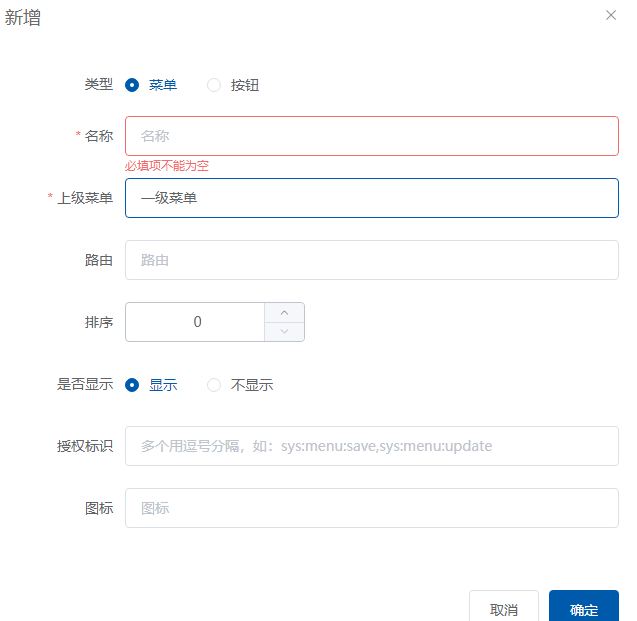 新增
类型 菜单 按钮
* 名称 名称
必填项不能为空
* 上级菜单 一级菜单
路由 路由
排序 0
是否显示 显示 不显示
授权标识 多个用逗号分隔，如：sys:menu:save,sys:menu:update
图标 图标
取消 确定